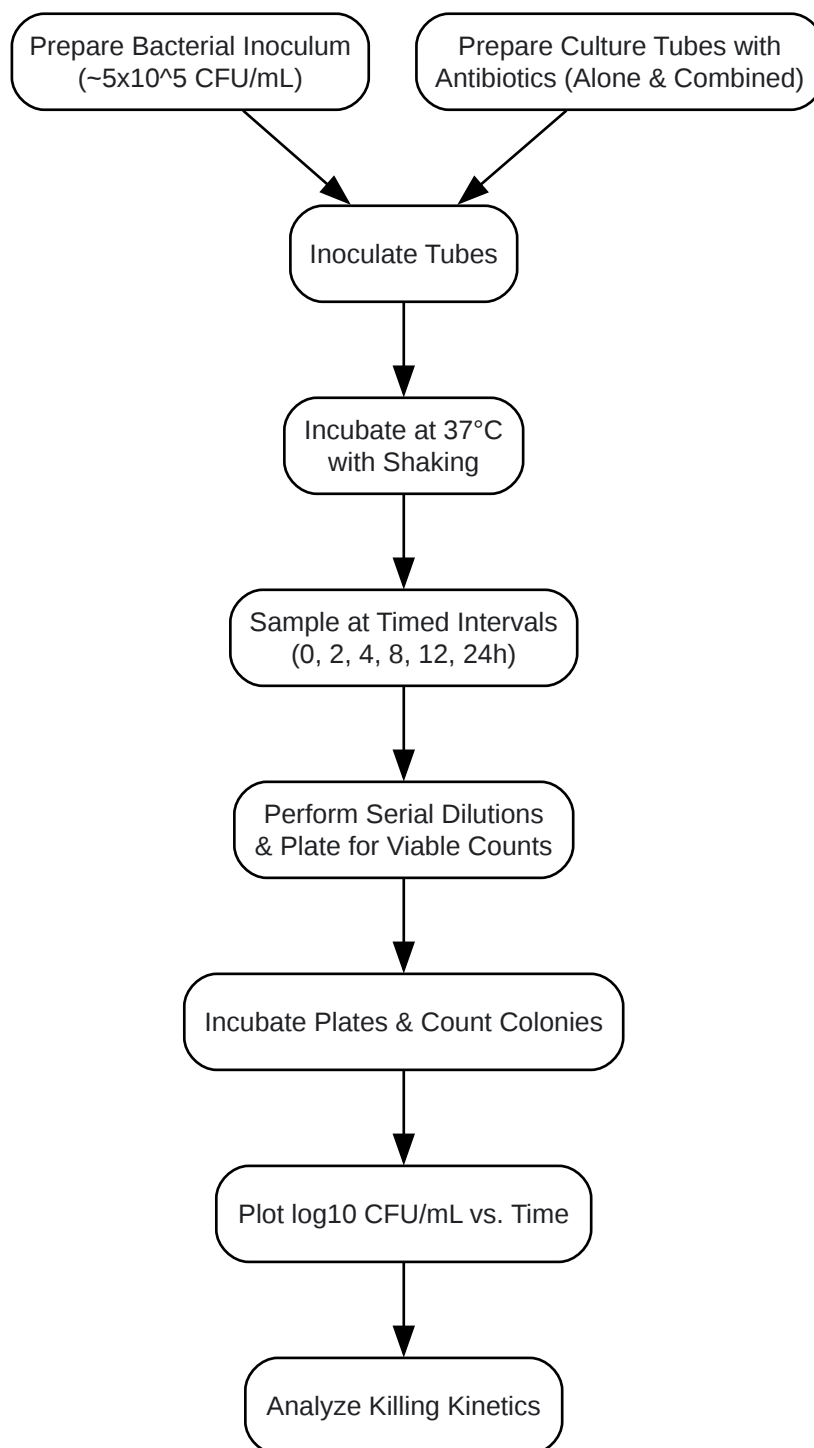 Prepare Bacterial Inoculum
(~5x10^5 CFU/mL)
Prepare Culture Tubes with
Antibiotics (Alone & Combined)
Inoculate Tubes
Incubate at 37°C
with Shaking
Sample at Timed Intervals
(0, 2, 4, 8, 12, 24h)
Perform Serial Dilutions
& Plate for Viable Counts
Incubate Plates & Count Colonies
Plot log10 CFU/mL vs. Time
Analyze Killing Kinetics